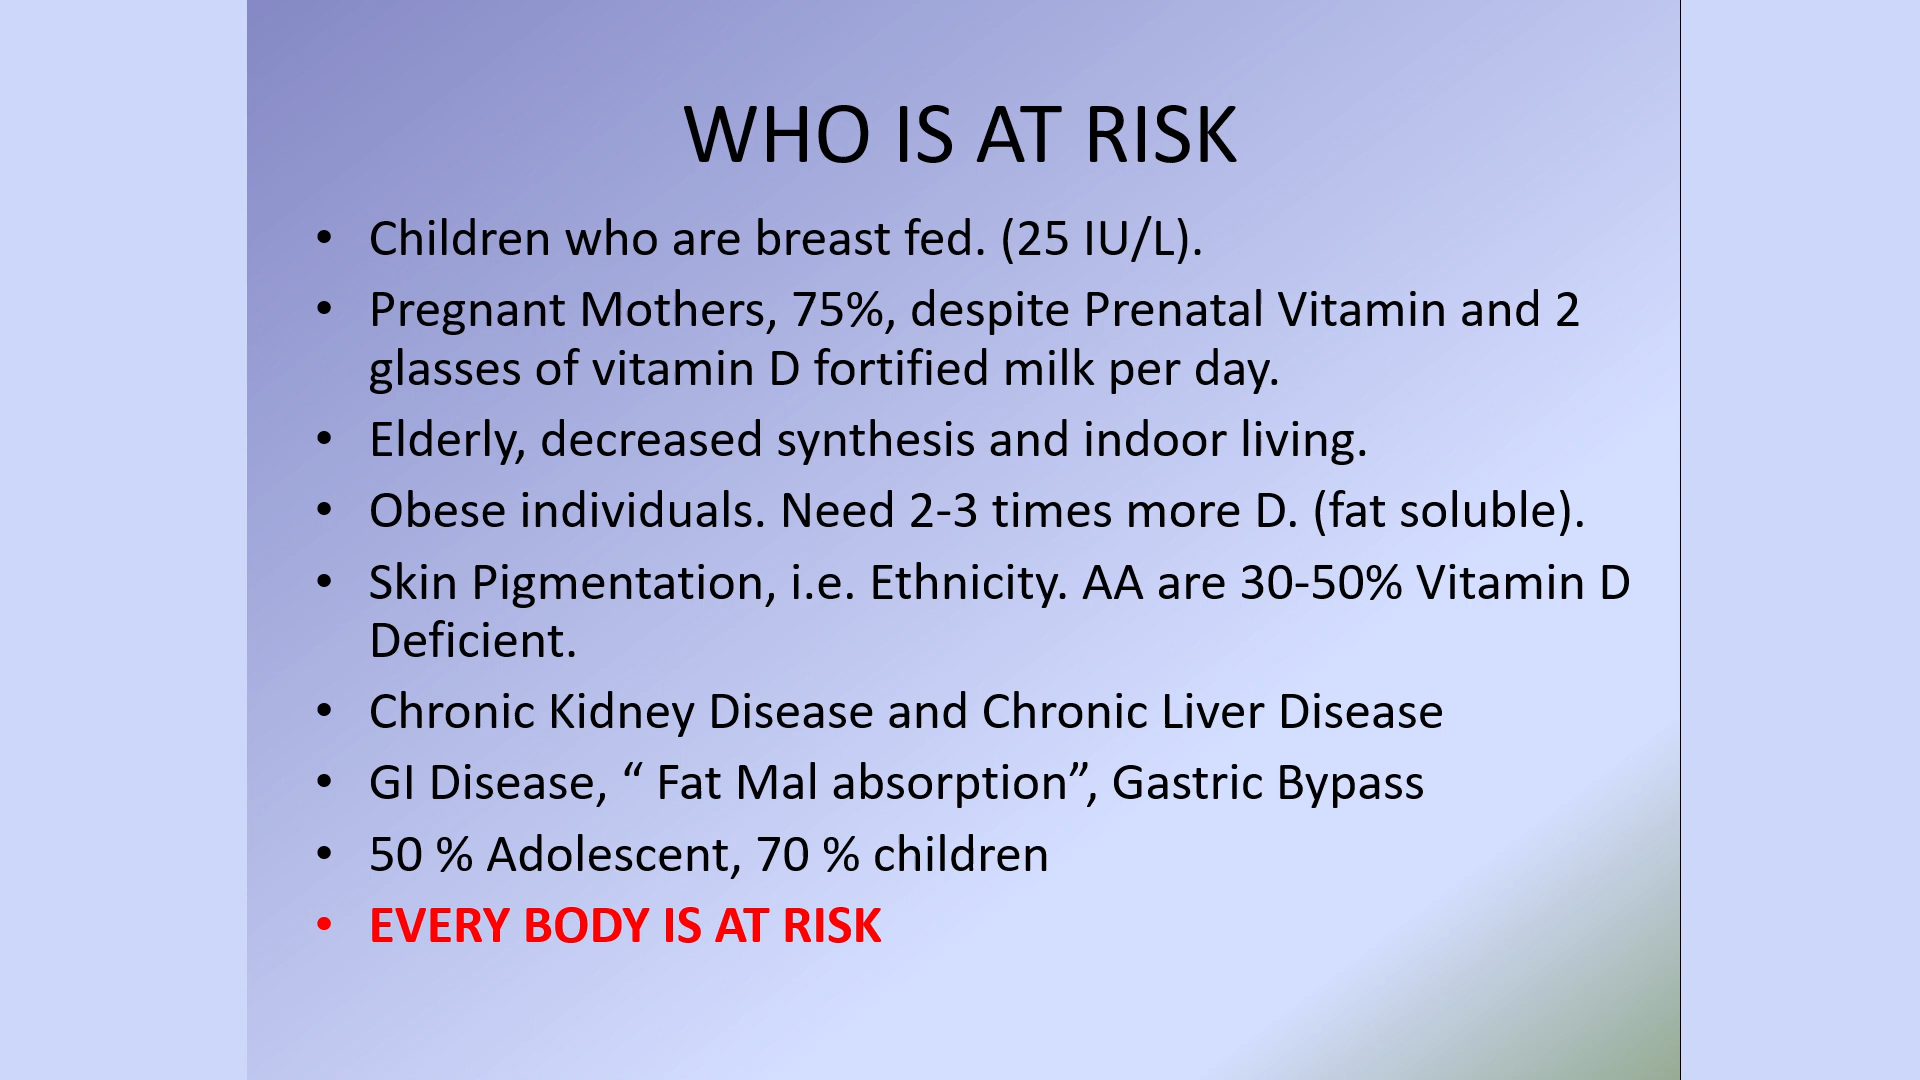 WHO IS AT RISK
• Children who are breast fed. (25 IU/L).
• Pregnant Mothers, 75%, despite Prenatal Vitamin and 2
glasses of vitamin D fortified milk per day.
• Elderly, decreased synthesis and indoor living.
• Obese individuals. Need 2-3 times more D. (fat soluble).
• Skin Pigmentation, i.e. Ethnicity. AA are 30-50% Vitamin D
Deficient.
• Chronic Kidney Disease and Chronic Liver Disease
• GI Disease, “ Fat Mal absorption”, Gastric Bypass
• 50 % Adolescent, 70 % children
• EVERY BODY IS AT RISK